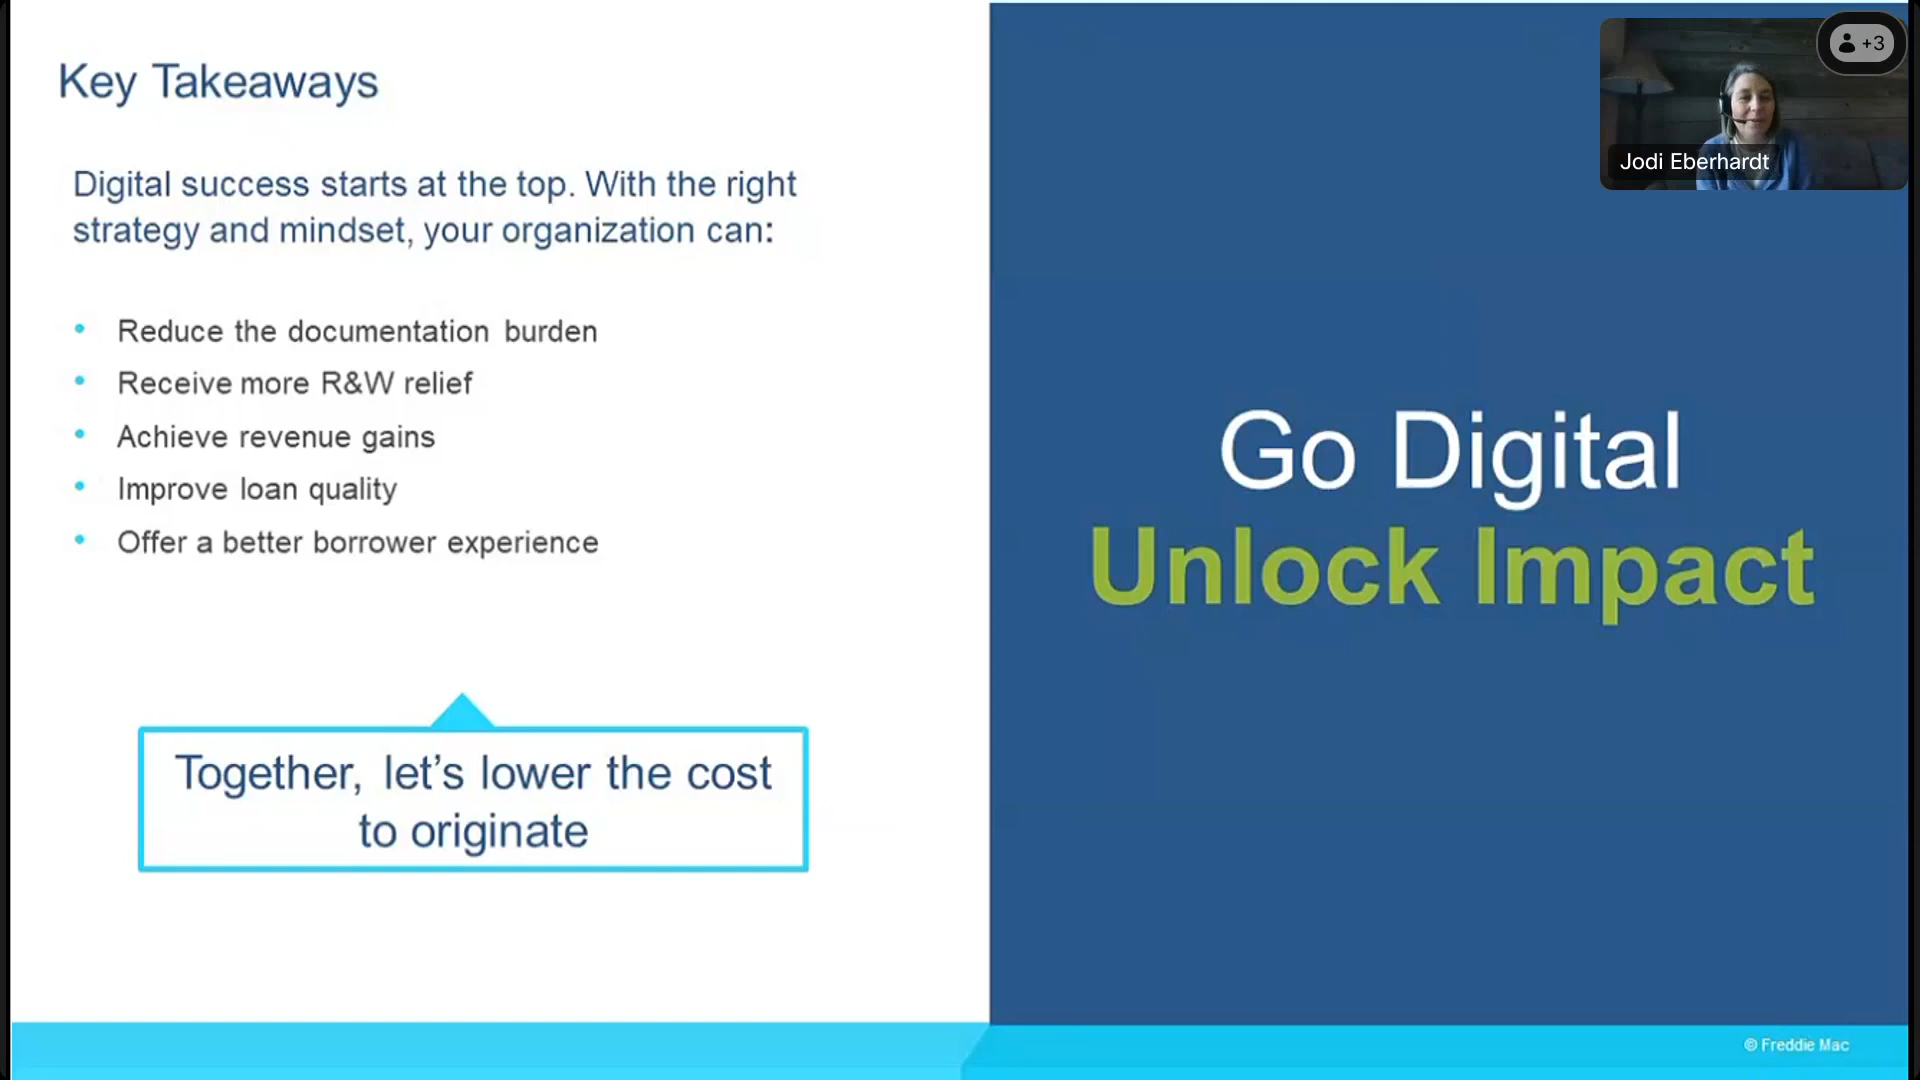 Key Takeaways
Digital success starts at the top. With the right
strategy and mindset, your organization can:
• Reduce the documentation burden
• Receive more R&W relief
• Achieve revenue gains
• Improve loan quality
• Offer a better borrower experience
Together, let’s lower the cost
to originate
Go Digital
Unlock Impact
+3
Jodi Eberhardt
© Freddie Mac